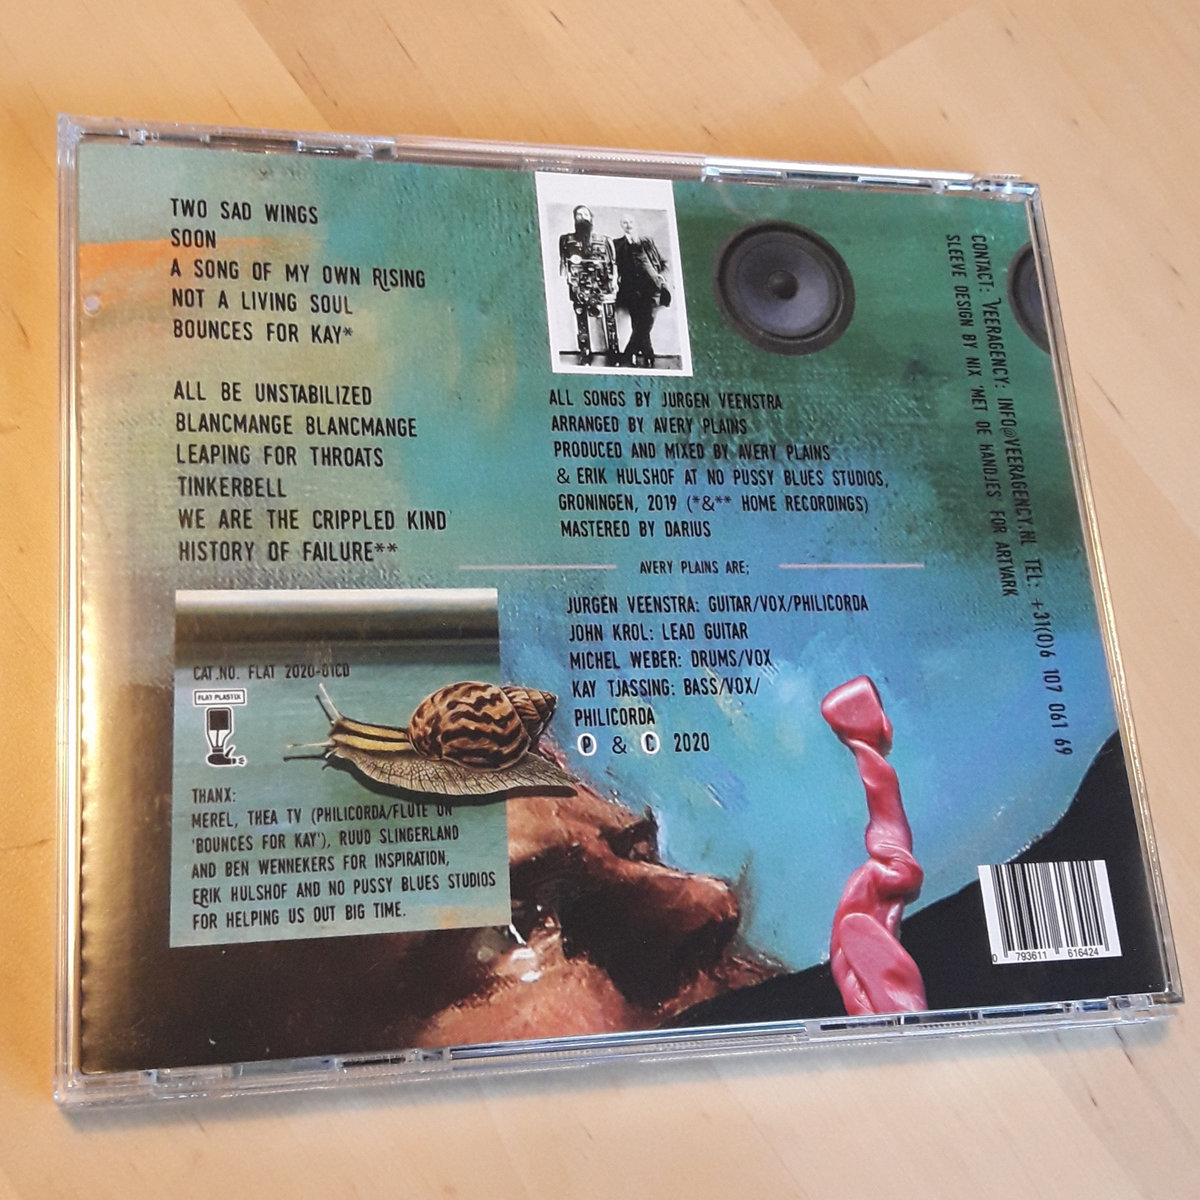 TWO SAD WINGS
SOON
A SONG OF MY OWN RISING
NOT A LIVING SOUL
BOUNCES FOR KAY*
ALL BE UNSTABILIZED
BLANCMANGE BLANCMANGE
LEAPING FOR THROATS
TINKERBELL
WE ARE THE CRIPPLED KIND
HISTORY OF FAILURE**
CAT.NO. FLAT 2020-01CD
FLAT PLASTIX
THANX:
MEREL, THEA TV (PHILICORDA/FLUTE ON
'BOUNCES FOR KAY'), RUUD SLINGERLAND
AND BEN WENNEKERS FOR INSPIRATION,
ERIK HULSHOF AND NO PUSSY BLUES STUDIOS
FOR HELPING US OUT BIG TIME.
ALL SONGS BY JURGEN VEENSTRA
ARRANGED BY AVERY PLAINS
PRODUCED AND MIXED BY AVERY PLAINS
& ERIK HULSHOF AT NO PUSSY BLUES STUDIOS,
GRONINGEN, 2019 (*&** HOME RECORDINGS)
MASTERED BY DARIUS
AVERY PLAINS ARE;
JURGEN VEENSTRA: GUITAR/VOX/PHILICORDA
JOHN KROL: LEAD GUITAR
MICHEL WEBER: DRUMS/VOX
KAY TJASSING: BASS/VOX/
PHILICORDA
P & C 2020
CONTACT: VEERAGENCY: INFO@VEERAGENCY.NL TEL: +31(0)6 107 061 69
SLEEVE DESIGN BY NIX 'MET DE HANDJES FOR ARTVARK
0 793611 616424